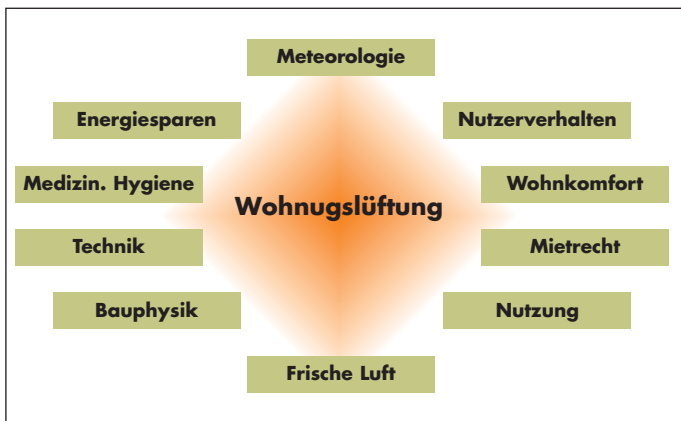 Meteorologie
Energiesparen
Nutzerverhalten
Medizin. Hygiene
Wohnkomfort
Wohnugslüftung
Technik
Mietrecht
Bauphysik
Nutzung
Frische Luft